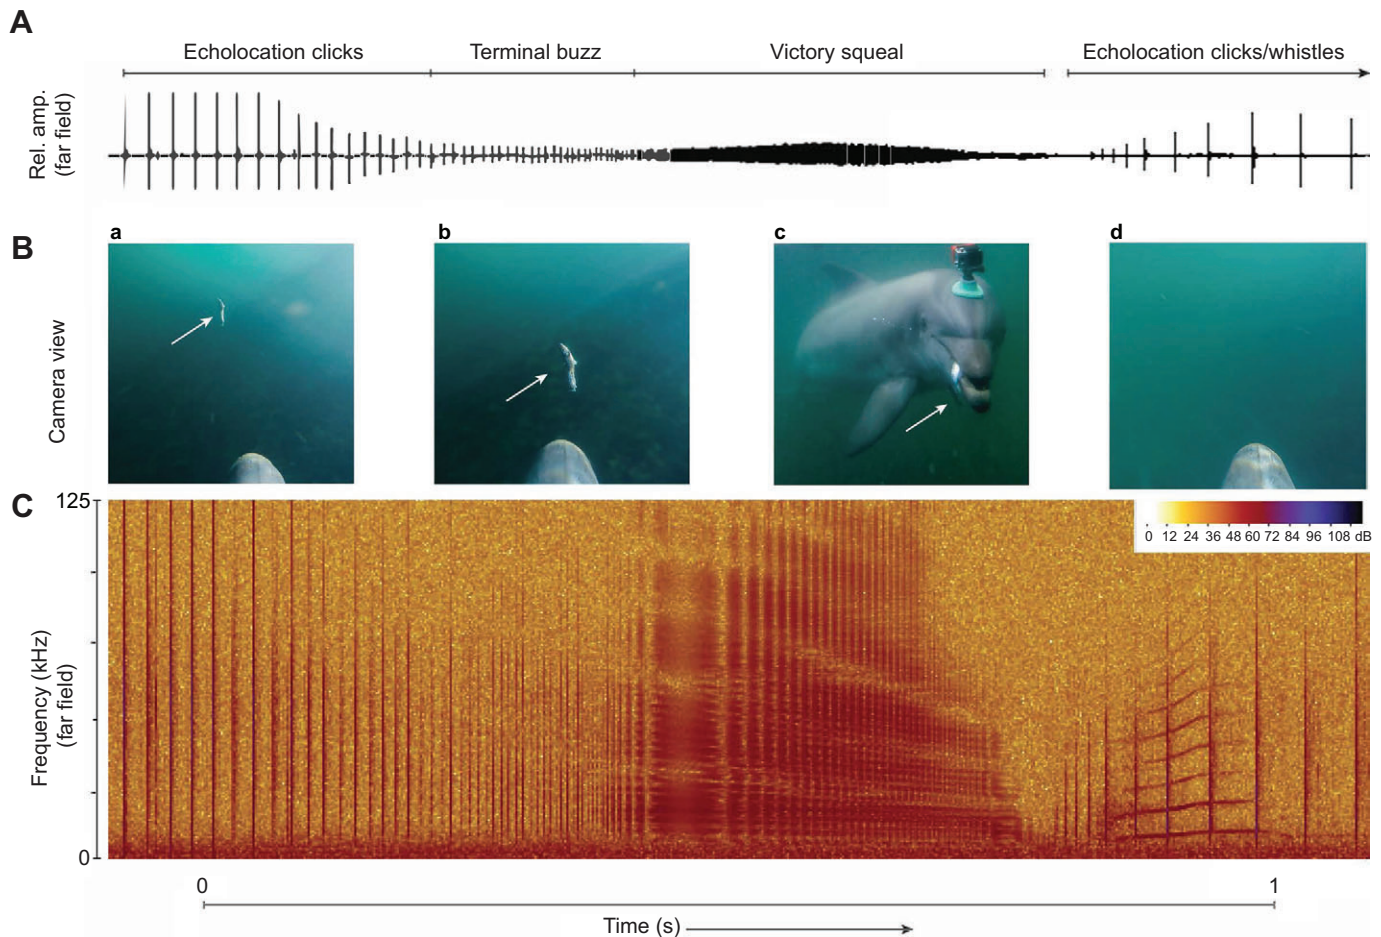 A
Echolocation clicks
Terminal buzz
Victory squeal
Echolocation clicks/whistles
Rel. amp.
(far field)
B
a
b
c
d
Camera view
C
125
0
Frequency (kHz)
(far field)
0 12 24 36 48 60 72 84 96 108 dB
0
1
Time (s)